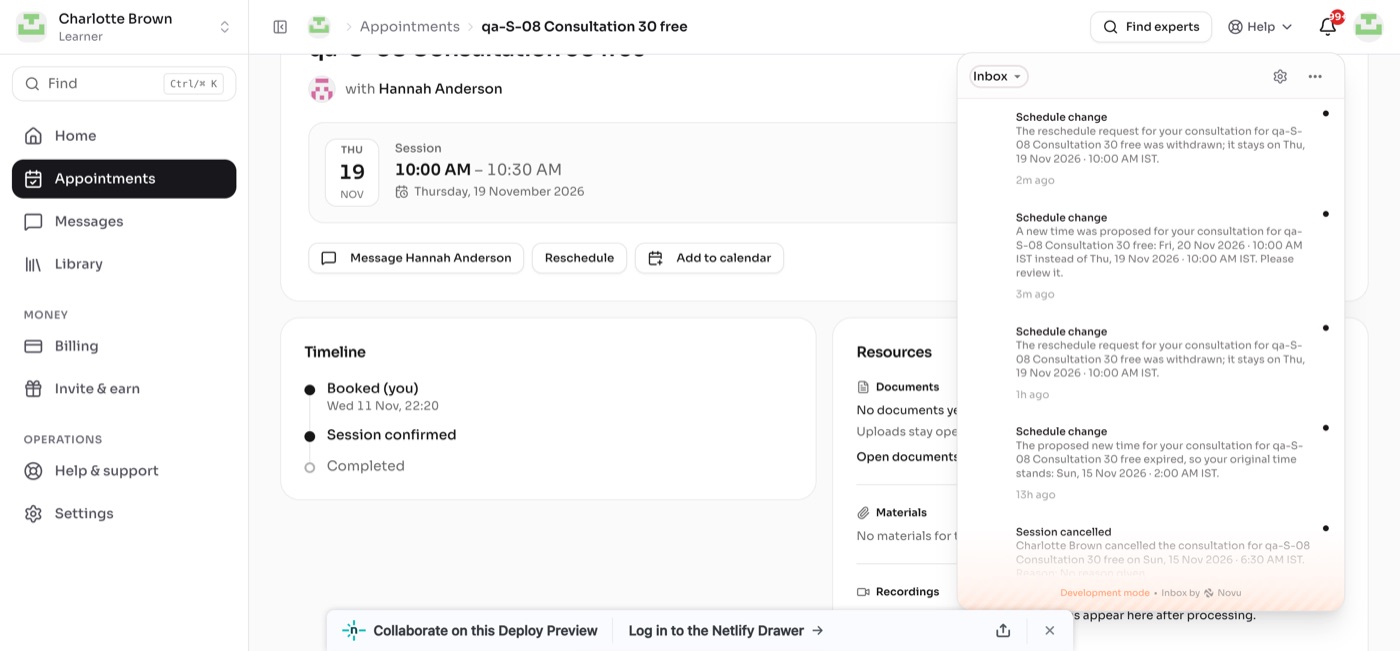 Charlotte Brown
Learner
Find
Ctrl/⌘ K
Home
Appointments
Messages
Library
MONEY
Billing
Invite & earn
OPERATIONS
Help & support
Settings
Appointments
qa-S-08 Consultation 30 free
Find experts
Help
99+
qa-S-08 Consultation 30 free
with Hannah Anderson
THU
19
NOV
Session
10:00 AM – 10:30 AM
Thursday, 19 November 2026
Message Hannah Anderson
Reschedule
Add to calendar
Timeline
Booked (you)
Wed 11 Nov, 22:20
Session confirmed
Completed
Resources
Documents
No documents ye
Uploads stay ope
Open documents
Materials
No materials for t
Recordings
s appear here after processing.
Inbox
Schedule change
The reschedule request for your consultation for qa-S-
08 Consultation 30 free was withdrawn; it stays on Thu,
19 Nov 2026 · 10:00 AM IST.
2m ago
Schedule change
A new time was proposed for your consultation for qa-
S-08 Consultation 30 free: Fri, 20 Nov 2026 · 10:00 AM
IST instead of Thu, 19 Nov 2026 · 10:00 AM IST. Please
review it.
3m ago
Schedule change
The reschedule request for your consultation for qa-S-
08 Consultation 30 free was withdrawn; it stays on Thu,
19 Nov 2026 · 10:00 AM IST.
1h ago
Schedule change
The proposed new time for your consultation for qa-S-
08 Consultation 30 free expired, so your original time
stands: Sun, 15 Nov 2026 · 2:00 AM IST.
13h ago
Session cancelled
Charlotte Brown cancelled the consultation for qa-S-08
Consultation 30 free on Sun, 15 Nov 2026 · 6:30 AM IST.
Reason: No reason given
Development mode • Inbox by Novu
Collaborate on this Deploy Preview
Log in to the Netlify Drawer →